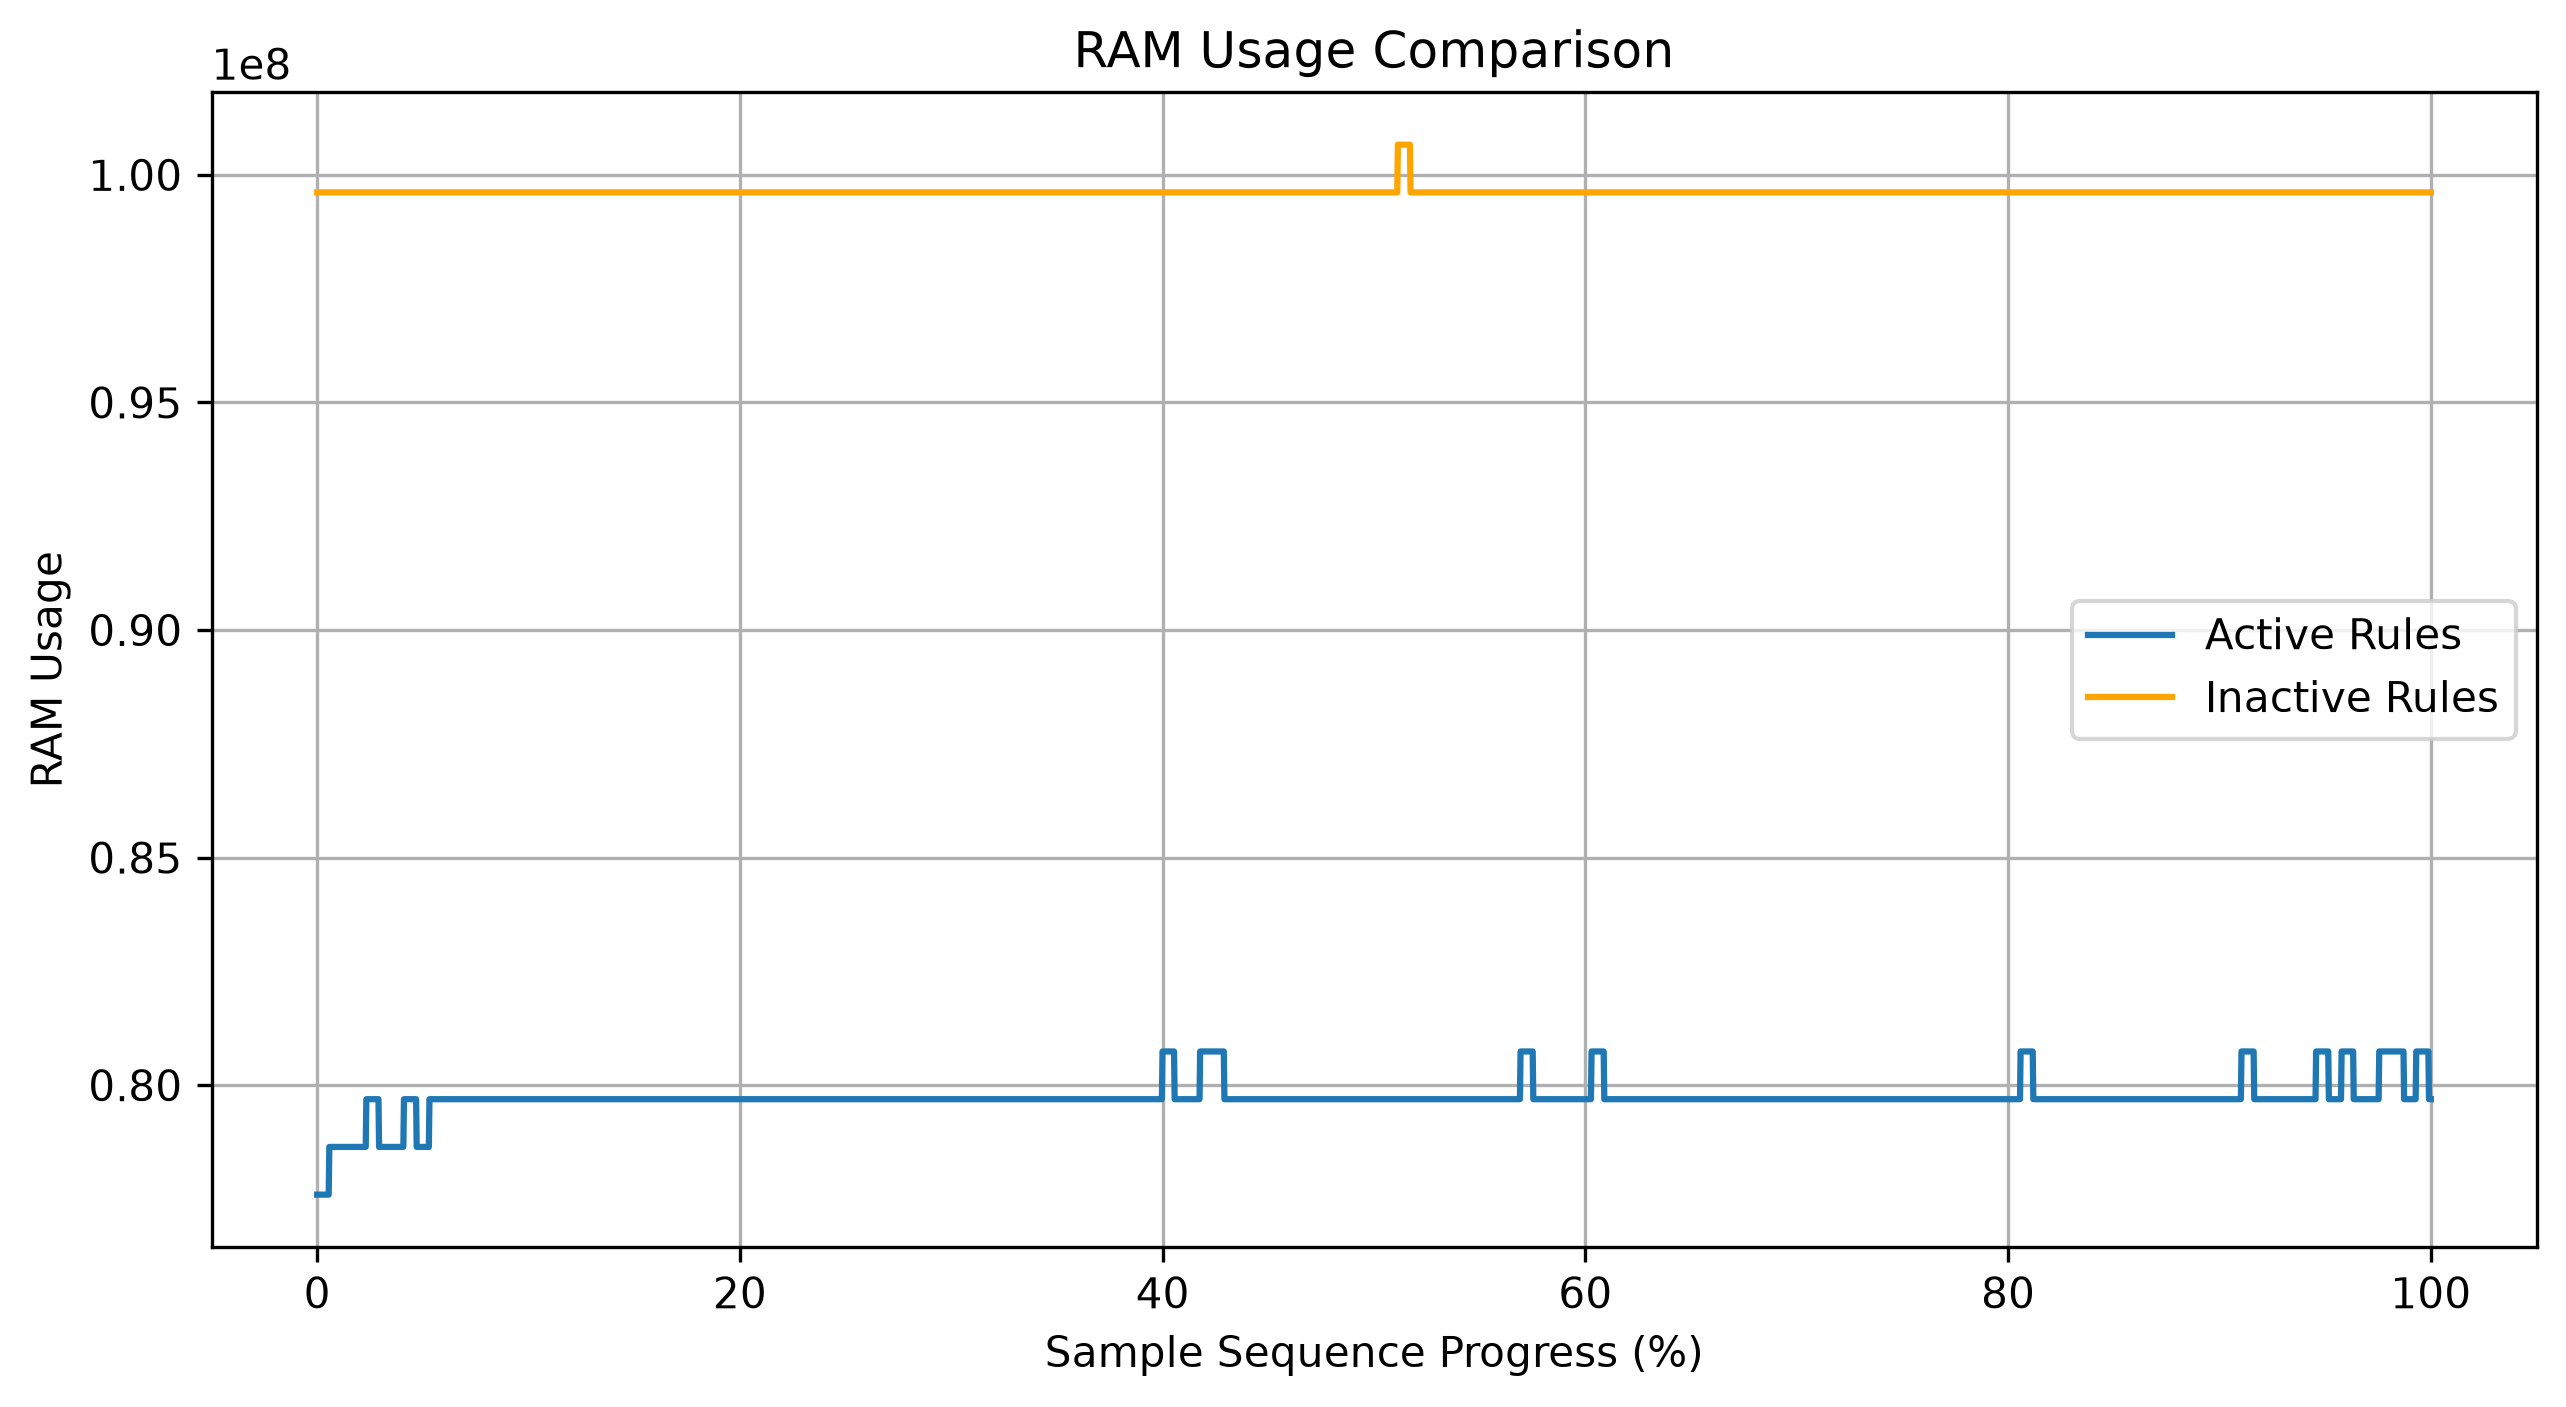 RAM Usage Comparison
1e8
1.00
0.95
0.90
0.85
0.80
RAM Usage
Active Rules
Inactive Rules
0 20 40 60 80 100
Sample Sequence Progress (%)